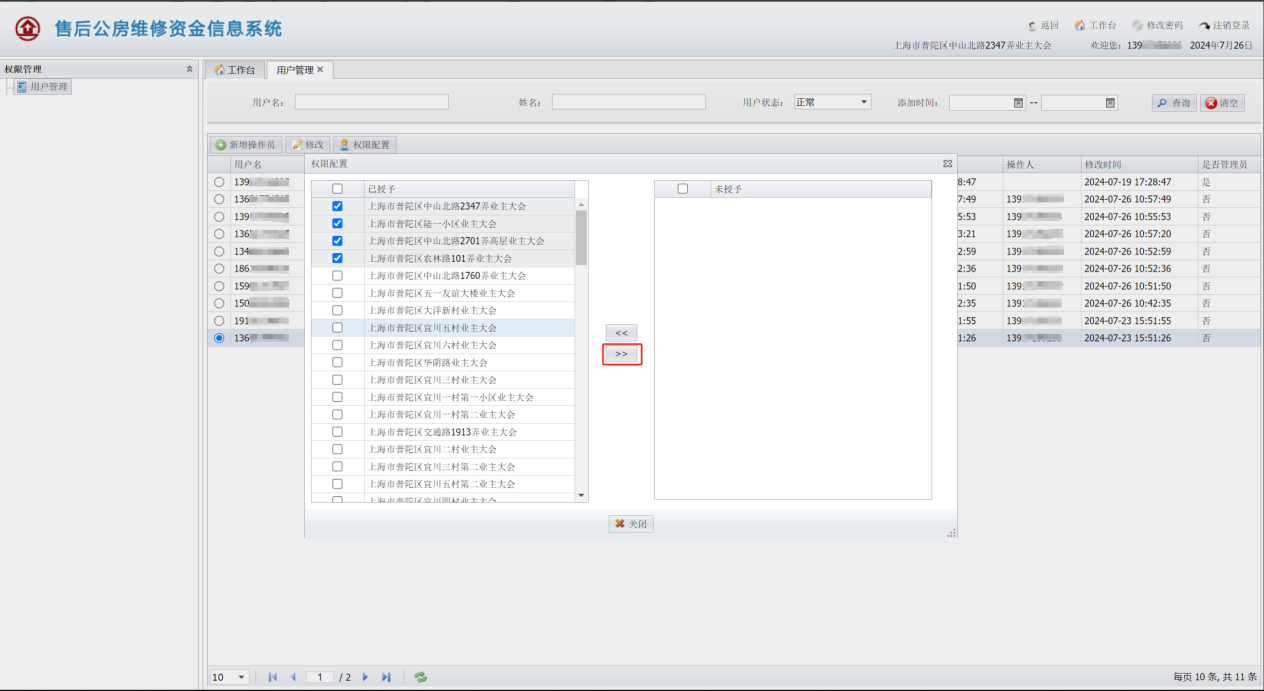 售后公房维修资金信息系统
返回 工作台 修改密码 注销登录
上海市普陀区中山北路2347弄业主大会 欢迎您: 139 2024年7月26日
权限管理
用户管理
工作台 用户管理
用户名: 姓名: 用户状态: 正常 添加时间: -- 查询 清空
新增操作员 修改 权限配置
用户名 操作人 修改时间 是否管理员
权限配置
已授予 未授予
139 8:47 2024-07-19 17:28:47 是
136 7:49 139 2024-07-26 10:57:49 否
139 5:53 139 2024-07-26 10:55:53 否
136 3:21 139 2024-07-26 10:57:20 否
134 2:59 139 2024-07-26 10:52:59 否
186 2:36 139 2024-07-26 10:52:36 否
159 1:50 139 2024-07-26 10:51:50 否
150 2:35 139 2024-07-26 10:42:35 否
191 1:55 139 2024-07-23 15:51:55 否
136 1:26 139 2024-07-23 15:51:26 否
上海市普陀区中山北路2347弄业主大会
上海市普陀区陆一小区业主大会
上海市普陀区中山北路2701弄高层业主大会
上海市普陀区农林路101弄业主大会
上海市普陀区中山北路1760弄业主大会
上海市普陀区五一友谊大楼业主大会
上海市普陀区大洋新村业主大会
上海市普陀区宜川五村业主大会
上海市普陀区宜川六村业主大会
上海市普陀区华阴路业主大会
上海市普陀区宜川三村业主大会
上海市普陀区宜川一村第一小区业主大会
上海市普陀区宜川一村第二业主大会
上海市普陀区交通路1913弄业主大会
上海市普陀区宜川二村业主大会
上海市普陀区宜川三村第二业主大会
上海市普陀区宜川五村第二业主大会
上海市普陀区宜川四村业主大会
<<
>>
关闭
10 1 / 2 每页 10 条, 共 11 条